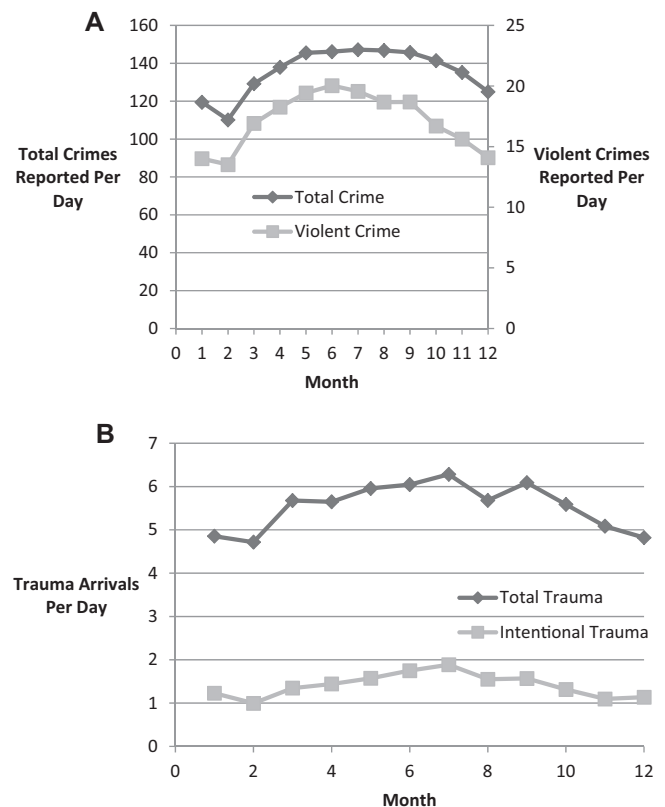 A
160
140
120
100
80
60
40
20
0
Total Crimes
Reported Per
Day
25
20
15
10
5
0
Violent Crimes
Reported Per
Day
Total Crime
Violent Crime
0 1 2 3 4 5 6 7 8 9 10 11 12
Month
B
7
6
5
4
3
2
1
0
Trauma Arrivals
Per Day
Total Trauma
Intentional Trauma
0 2 4 6 8 10 12
Month